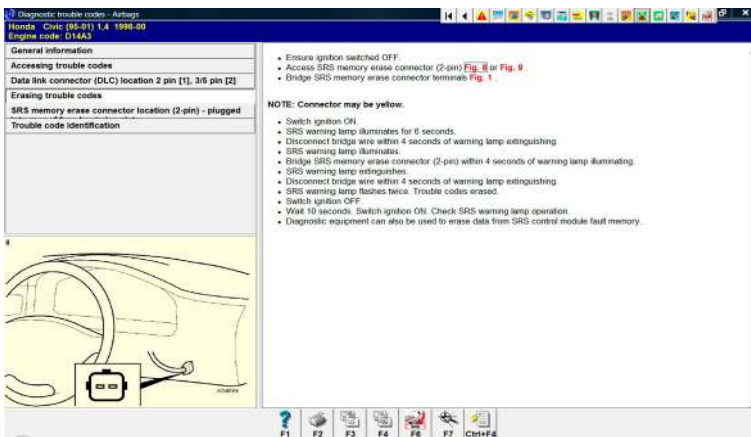 Diagnostic trouble codes - Airbags
Honda Civic (95-01) 1,4 1996-00
Engine code: D14A3
General information
Accessing trouble codes
Data link connector (DLC) location 2 pin [1], 3/5 pin [2]
Erasing trouble codes
SRS memory erase connector location (2-pin) - plugged
Trouble code identification
Ensure ignition switched OFF.
Access SRS memory erase connector (2-pin) Fig. 8 or Fig. 9 .
Bridge SRS memory erase connector terminals Fig. 1 .
NOTE: Connector may be yellow.
Switch ignition ON.
SRS warning lamp illuminates for 6 seconds.
Disconnect bridge wire within 4 seconds of warning lamp extinguishing.
SRS warning lamp illuminates.
Bridge SRS memory erase connector (2-pin) within 4 seconds of warning lamp illuminating.
SRS warning lamp extinguishes.
Disconnect bridge wire within 4 seconds of warning lamp extinguishing.
SRS warning lamp flashes twice. Trouble codes erased.
Switch ignition OFF
Wait 10 seconds. Switch ignition ON. Check SRS warning lamp operation.
Diagnostic equipment can also be used to erase data from SRS control module fault memory.
8
F1 F2 F3 F4 F6 F7 Ctrl+F4